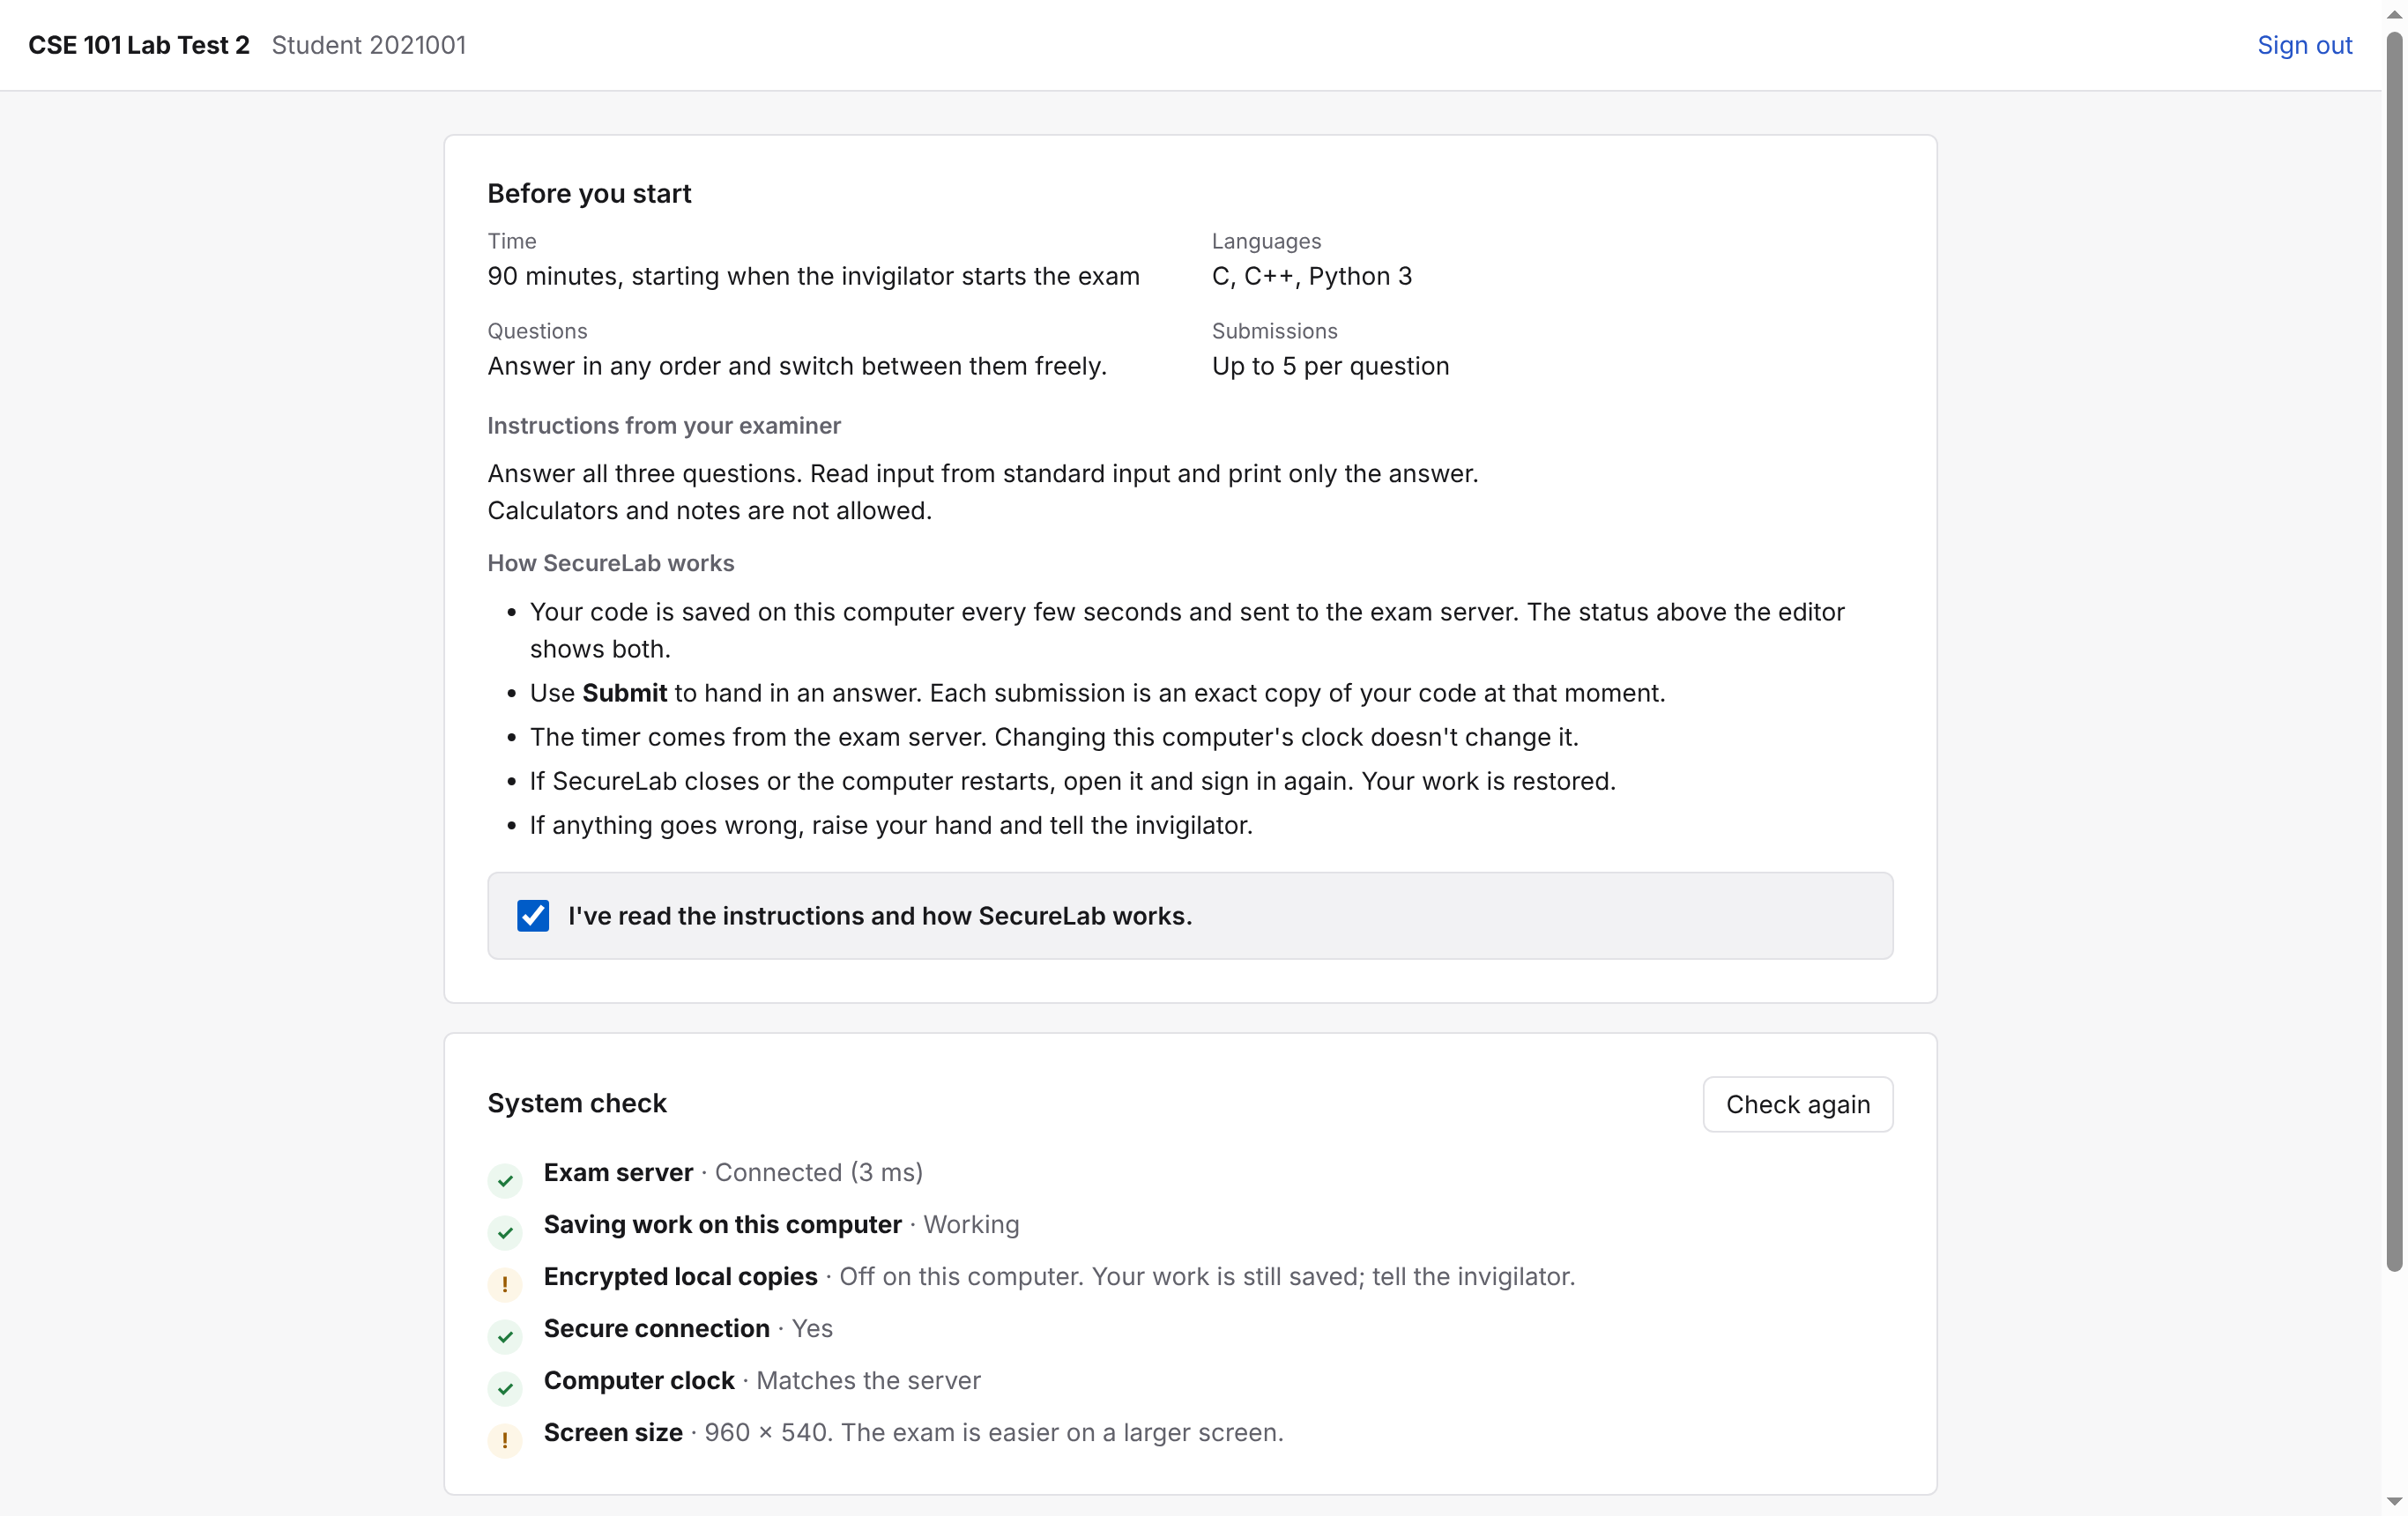 CSE 101 Lab Test 2 Student 2021001 Sign out
Before you start
Time
90 minutes, starting when the invigilator starts the exam
Languages
C, C++, Python 3
Questions
Answer in any order and switch between them freely.
Submissions
Up to 5 per question
Instructions from your examiner
Answer all three questions. Read input from standard input and print only the answer.
Calculators and notes are not allowed.
How SecureLab works
• Your code is saved on this computer every few seconds and sent to the exam server. The status above the editor
shows both.
• Use Submit to hand in an answer. Each submission is an exact copy of your code at that moment.
• The timer comes from the exam server. Changing this computer's clock doesn't change it.
• If SecureLab closes or the computer restarts, open it and sign in again. Your work is restored.
• If anything goes wrong, raise your hand and tell the invigilator.
I've read the instructions and how SecureLab works.
System check
Check again
Exam server · Connected (3 ms)
Saving work on this computer · Working
! Encrypted local copies · Off on this computer. Your work is still saved; tell the invigilator.
Secure connection · Yes
Computer clock · Matches the server
! Screen size · 960 × 540. The exam is easier on a larger screen.